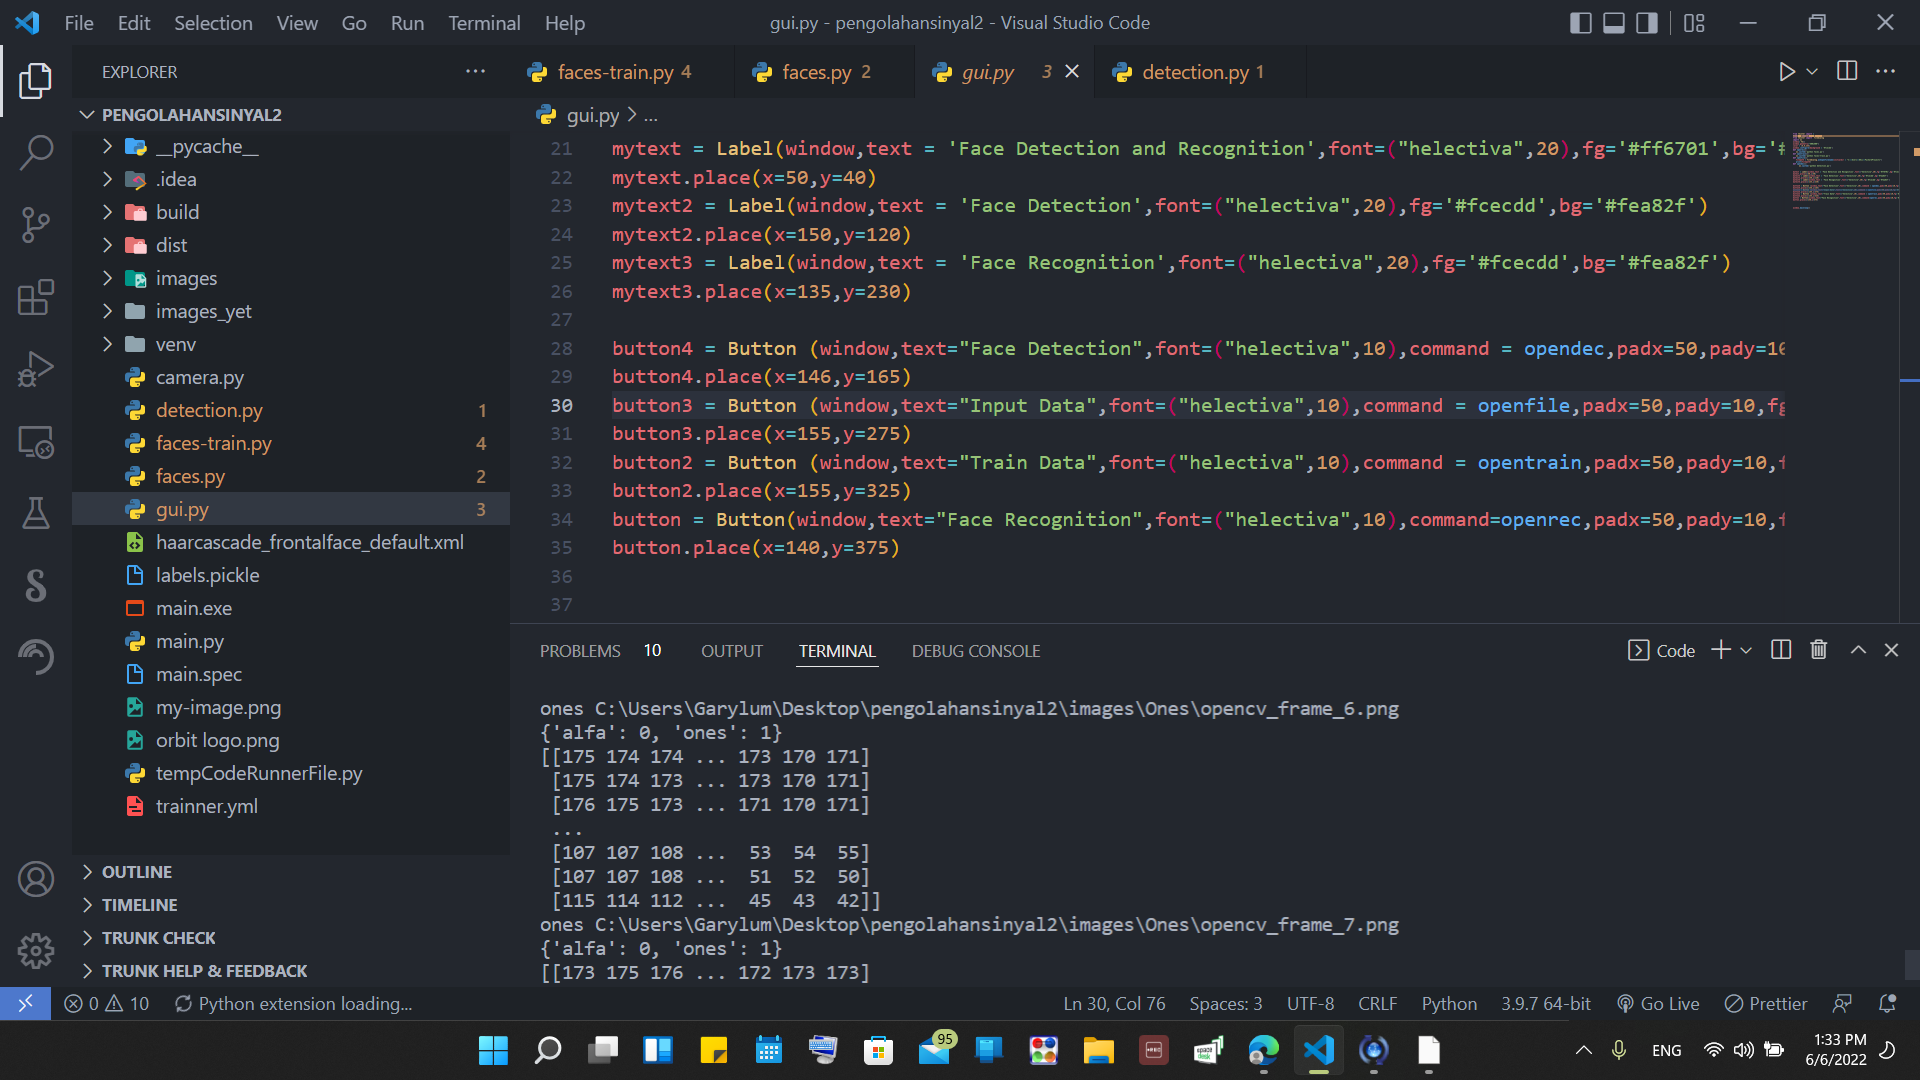 File Edit Selection View Go Run Terminal Help
gui.py - pengolahansinyal2 - Visual Studio Code
EXPLORER
faces-train.py 4
faces.py 2
gui.py 3
detection.py 1
PENGOLAHANSINYAL2
gui.py > ...
__pycache__
.idea
build
dist
images
images_yet
venv
camera.py
detection.py 1
faces-train.py 4
faces.py 2
gui.py 3
haarcascade_frontalface_default.xml
labels.pickle
main.exe
main.py
main.spec
my-image.png
orbit logo.png
tempCodeRunnerFile.py
trainner.yml
OUTLINE
TIMELINE
TRUNK CHECK
TRUNK HELP & FEEDBACK
21 mytext = Label(window,text = 'Face Detection and Recognition',font=("helectiva",20),fg='#ff6701',bg='#
22 mytext.place(x=50,y=40)
23 mytext2 = Label(window,text = 'Face Detection',font=("helectiva",20),fg='#fcecdd',bg='#fea82f')
24 mytext2.place(x=150,y=120)
25 mytext3 = Label(window,text = 'Face Recognition',font=("helectiva",20),fg='#fcecdd',bg='#fea82f')
26 mytext3.place(x=135,y=230)
27
28 button4 = Button (window,text="Face Detection",font=("helectiva",10),command = opendec,padx=50,pady=10
29 button4.place(x=146,y=165)
30 button3 = Button (window,text="Input Data",font=("helectiva",10),command = openfile,padx=50,pady=10,fg
31 button3.place(x=155,y=275)
32 button2 = Button (window,text="Train Data",font=("helectiva",10),command = opentrain,padx=50,pady=10,f
33 button2.place(x=155,y=325)
34 button = Button(window,text="Face Recognition",font=("helectiva",10),command=openrec,padx=50,pady=10,f
35 button.place(x=140,y=375)
36
37
PROBLEMS 10 OUTPUT TERMINAL DEBUG CONSOLE
Code
ones C:\Users\Garylum\Desktop\pengolahansinyal2\images\Ones\opencv_frame_6.png
{'alfa': 0, 'ones': 1}
[[175 174 174 ... 173 170 171]
[175 174 173 ... 173 170 171]
[176 175 173 ... 171 170 171]
...
[107 107 108 ... 53 54 55]
[107 107 108 ... 51 52 50]
[115 114 112 ... 45 43 42]]
ones C:\Users\Garylum\Desktop\pengolahansinyal2\images\Ones\opencv_frame_7.png
{'alfa': 0, 'ones': 1}
[[173 175 176 ... 172 173 173]
0 10 Python extension loading...
Ln 30, Col 76 Spaces: 3 UTF-8 CRLF Python 3.9.7 64-bit Go Live Prettier
95
ENG
1:33 PM
6/6/2022